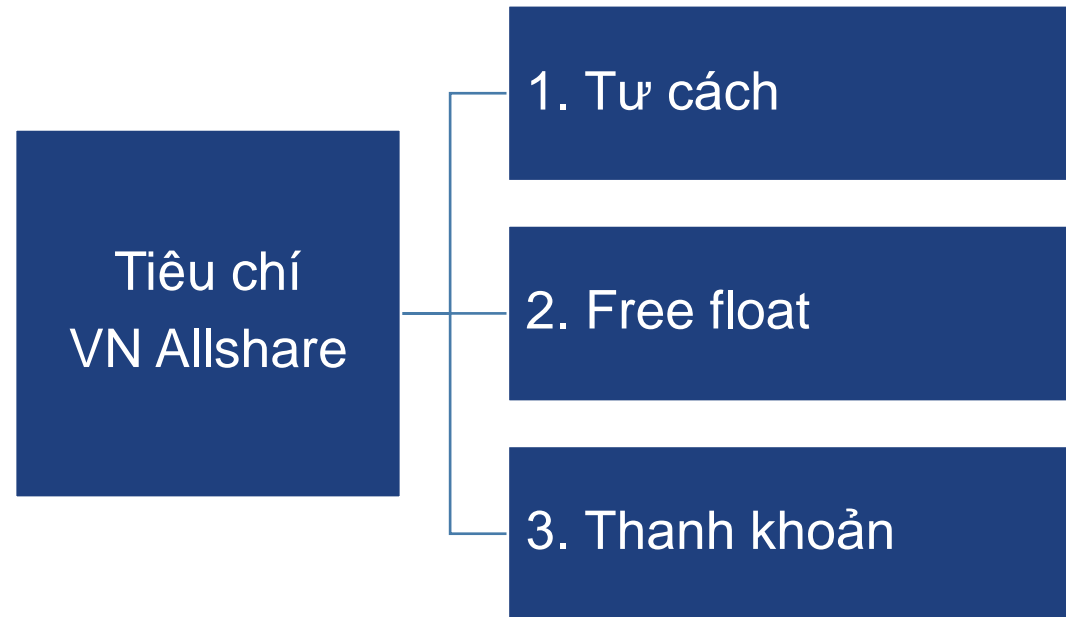 Tiêu chí
VN Allshare
1. Tư cách
2. Free float
3. Thanh khoản